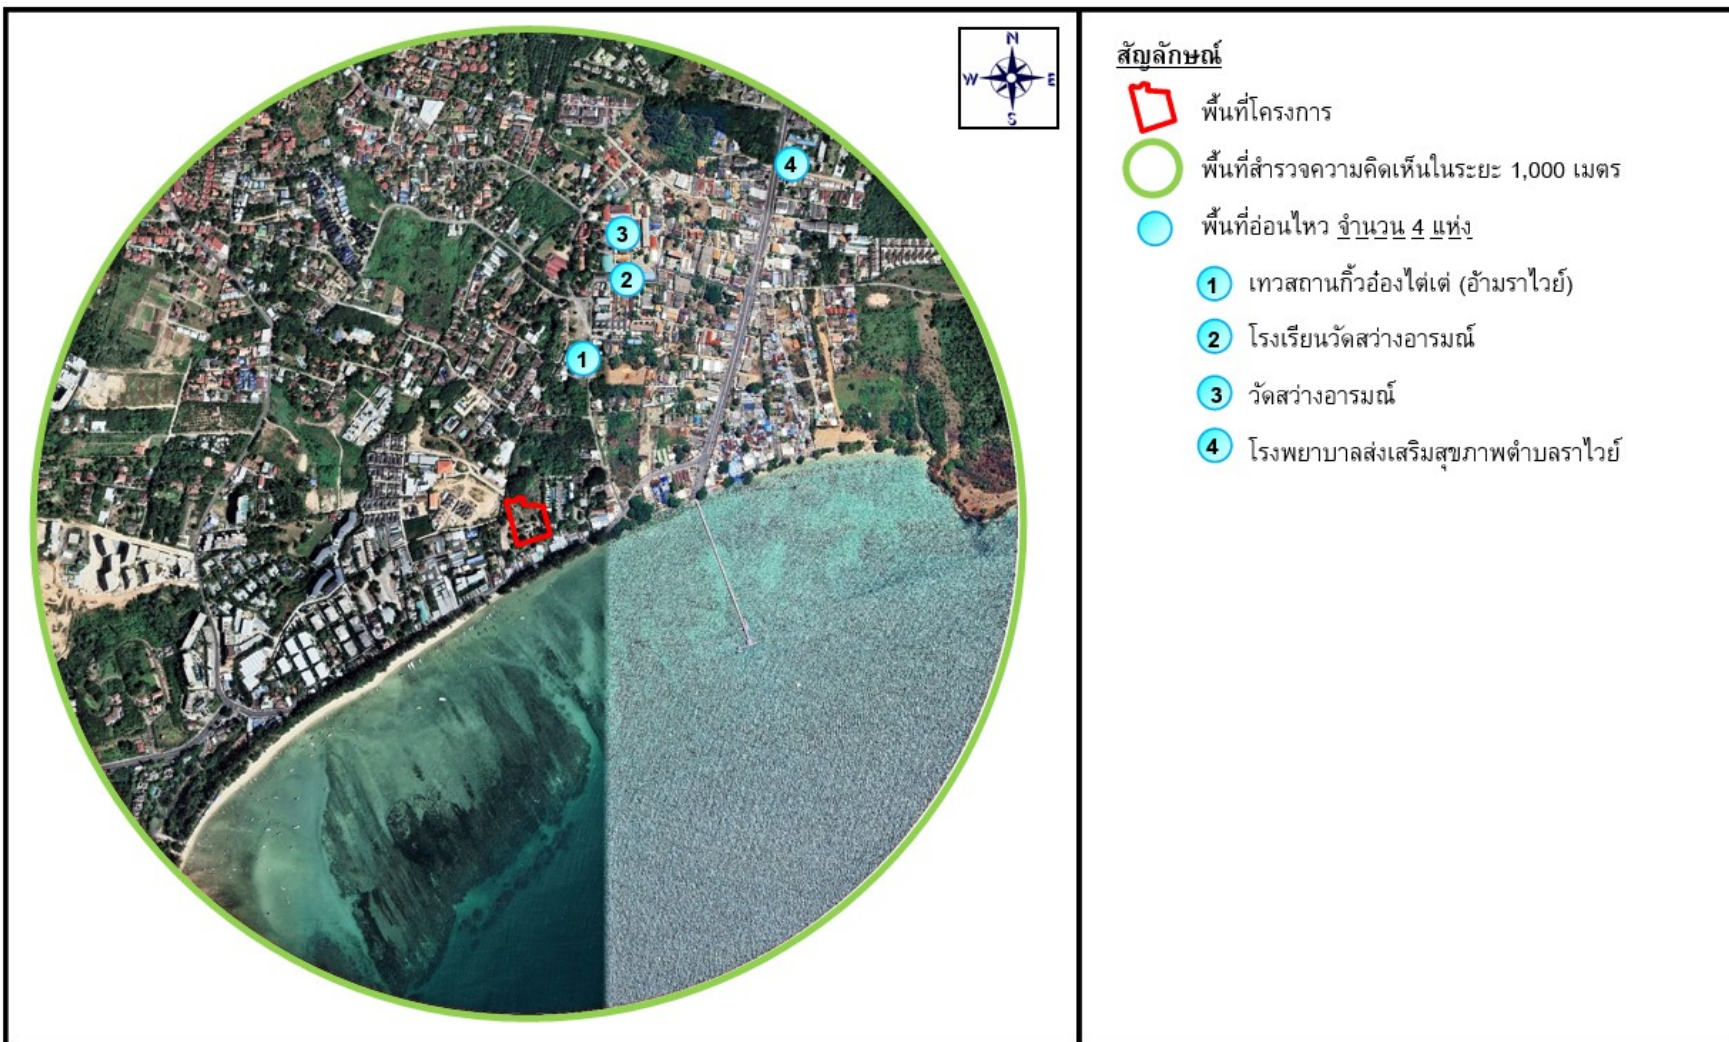 N
W E
S
สัญลักษณ์
พื้นที่โครงการ
พื้นที่สำรวจความคิดเห็นในระยะ 1,000 เมตร
พื้นที่อ่อนไหว จำนวน 4 แห่ง
1 เทวสถานกิ้วอ๋องไต่เต่ (อ๊ามราไวย์)
2 โรงเรียนวัดสว่างอารมณ์
3 วัดสว่างอารมณ์
4 โรงพยาบาลส่งเสริมสุขภาพตำบลราไวย์
4
3
2
1